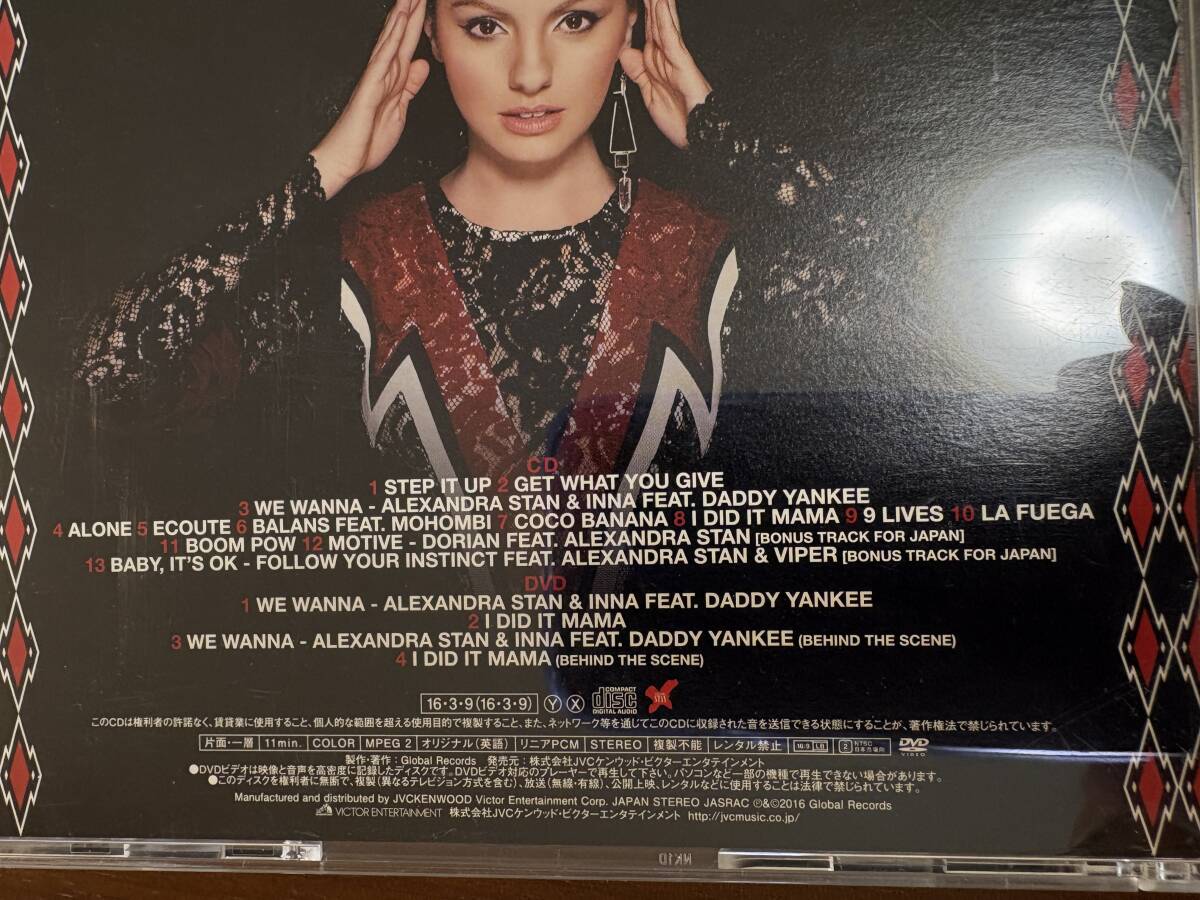 CD
1 STEP IT UP 2 GET WHAT YOU GIVE
3 WE WANNA - ALEXANDRA STAN & INNA FEAT. DADDY YANKEE
4 ALONE 5 ECOUTE 6 BALANS FEAT. MOHOMBI 7 COCO BANANA 8 I DID IT MAMA 9 9 LIVES 10 LA FUEGA
11 BOOM POW 12 MOTIVE - DORIAN FEAT. ALEXANDRA STAN [BONUS TRACK FOR JAPAN]
13 BABY, IT'S OK - FOLLOW YOUR INSTINCT FEAT. ALEXANDRA STAN & VIPER [BONUS TRACK FOR JAPAN]
DVD
1 WE WANNA - ALEXANDRA STAN & INNA FEAT. DADDY YANKEE
2 I DID IT MAMA
3 WE WANNA - ALEXANDRA STAN & INNA FEAT. DADDY YANKEE (BEHIND THE SCENE)
4 I DID IT MAMA (BEHIND THE SCENE)
16・3・9(16・3・9) Y X COMPACT disc DIGITAL AUDIO
このCDは権利者の許諾なく、賃貸業に使用すること、個人的な範囲を超える使用目的で複製すること、また、ネットワーク等を通じてこのCDに収録された音を送信できる状態にすることが、著作権法で禁じられています。
片面・一層 11min. COLOR MPEG 2 オリジナル(英語) リニアPCM STEREO 複製不能 レンタル禁止 16:9 LB 2 NTSC 日本市場向 DVD VIDEO
製作・著作：Global Records 発売元：株式会社JVCケンウッド・ビクターエンタテインメント
●DVDビデオは映像と音声を高密度に記録したディスクです。DVDビデオ対応のプレーヤーで再生して下さい。パソコンなど一部の機種で再生できない場合があります。
●このディスクを権利者に無断で、複製(異なるテレビジョン方式を含む)、放送(無線・有線)、公開上映、レンタルなどに使用することは法律で禁じられています。
Manufactured and distributed by JVCKENWOOD Victor Entertainment Corp. JAPAN STEREO JASRAC ℗&©2016 Global Records
VICTOR ENTERTAINMENT 株式会社JVCケンウッド・ビクターエンタテインメント http://jvcmusic.co.jp/